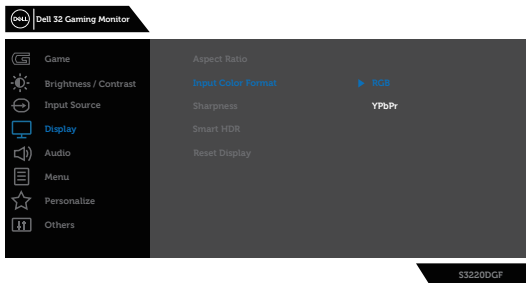 DELL
Dell 32 Gaming Monitor
Game
Aspect Ratio
Brightness / Contrast
Input Color Format
RGB
Input Source
Sharpness
YPbPr
Display
Smart HDR
Audio
Reset Display
Menu
Personalize
Others
S3220DGF